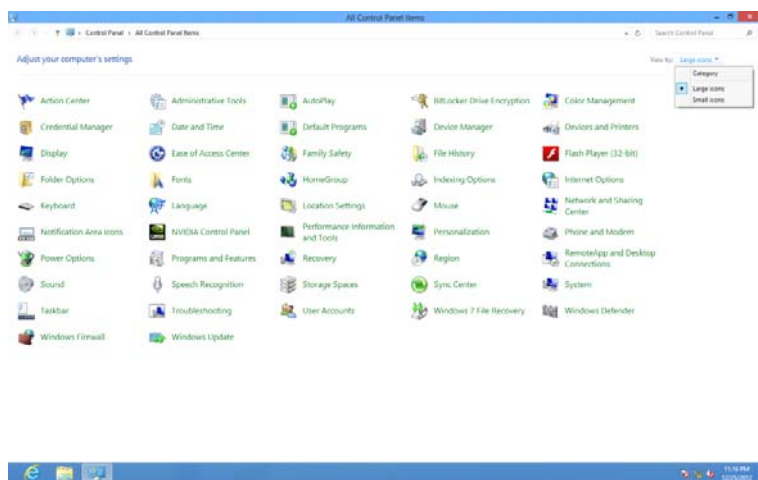 All Control Panel Items
Control Panel › All Control Panel Items
Search Control Panel
Adjust your computer's settings
View by: Large icons
Category
Large icons
Small icons
Action Center
Administrative Tools
AutoPlay
BitLocker Drive Encryption
Color Management
Credential Manager
Date and Time
Default Programs
Device Manager
Devices and Printers
Display
Ease of Access Center
Family Safety
File History
Flash Player (32-bit)
Folder Options
Fonts
HomeGroup
Indexing Options
Internet Options
Keyboard
Language
Location Settings
Mouse
Network and Sharing
Center
Notification Area Icons
NVIDIA Control Panel
Performance Information
and Tools
Personalization
Phone and Modem
Power Options
Programs and Features
Recovery
Region
RemoteApp and Desktop
Connections
Sound
Speech Recognition
Storage Spaces
Sync Center
System
Taskbar
Troubleshooting
User Accounts
Windows 7 File Recovery
Windows Defender
Windows Firewall
Windows Update
11:16 PM
12/25/2012